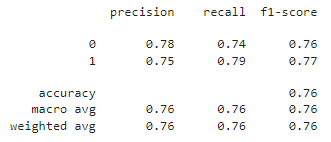 precision recall f1-score
0 0.78 0.74 0.76
1 0.75 0.79 0.77
accuracy 0.76
macro avg 0.76 0.76 0.76
weighted avg 0.76 0.76 0.76